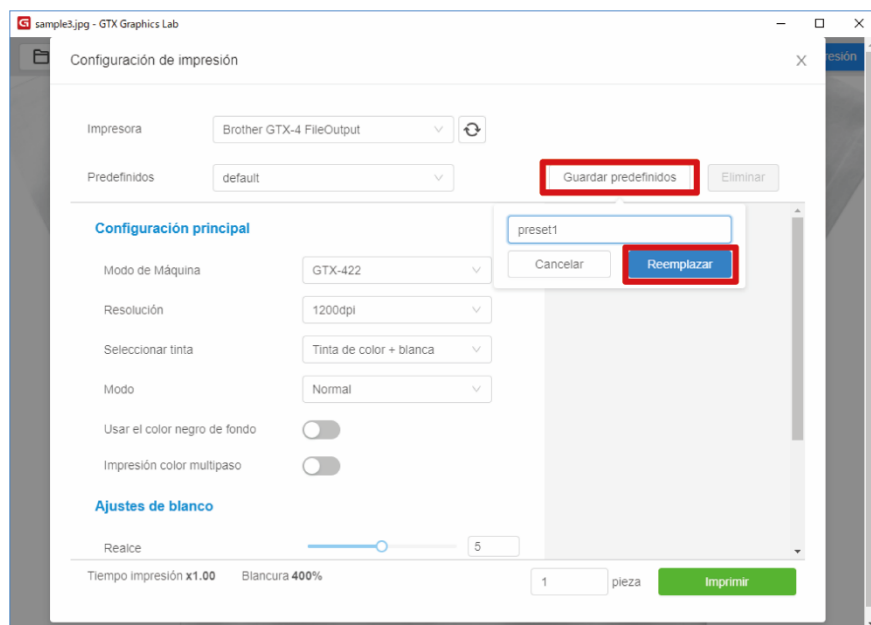 sample3.jpg - GTX Graphics Lab
resión
Configuración de impresión
Impresora
Brother GTX-4 FileOutput
Predefinidos
default
Guardar predefinidos
Eliminar
Configuración principal
preset1
Cancelar
Reemplazar
Modo de Máquina
GTX-422
Resolución
1200dpi
Seleccionar tinta
Tinta de color + blanca
Modo
Normal
Usar el color negro de fondo
Impresión color multipaso
Ajustes de blanco
Realce
5
Tiempo impresión x1.00
Blancura 400%
1
pieza
Imprimir